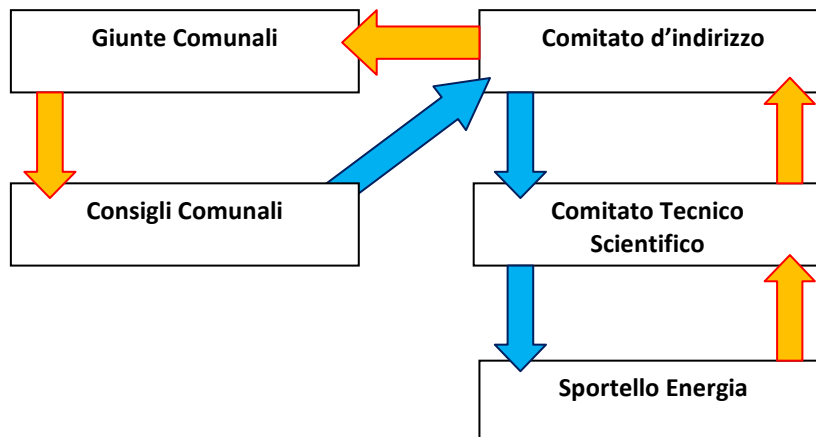 Giunte Comunali
Comitato d’indirizzo
Consigli Comunali
Comitato Tecnico
Scientifico
Sportello Energia